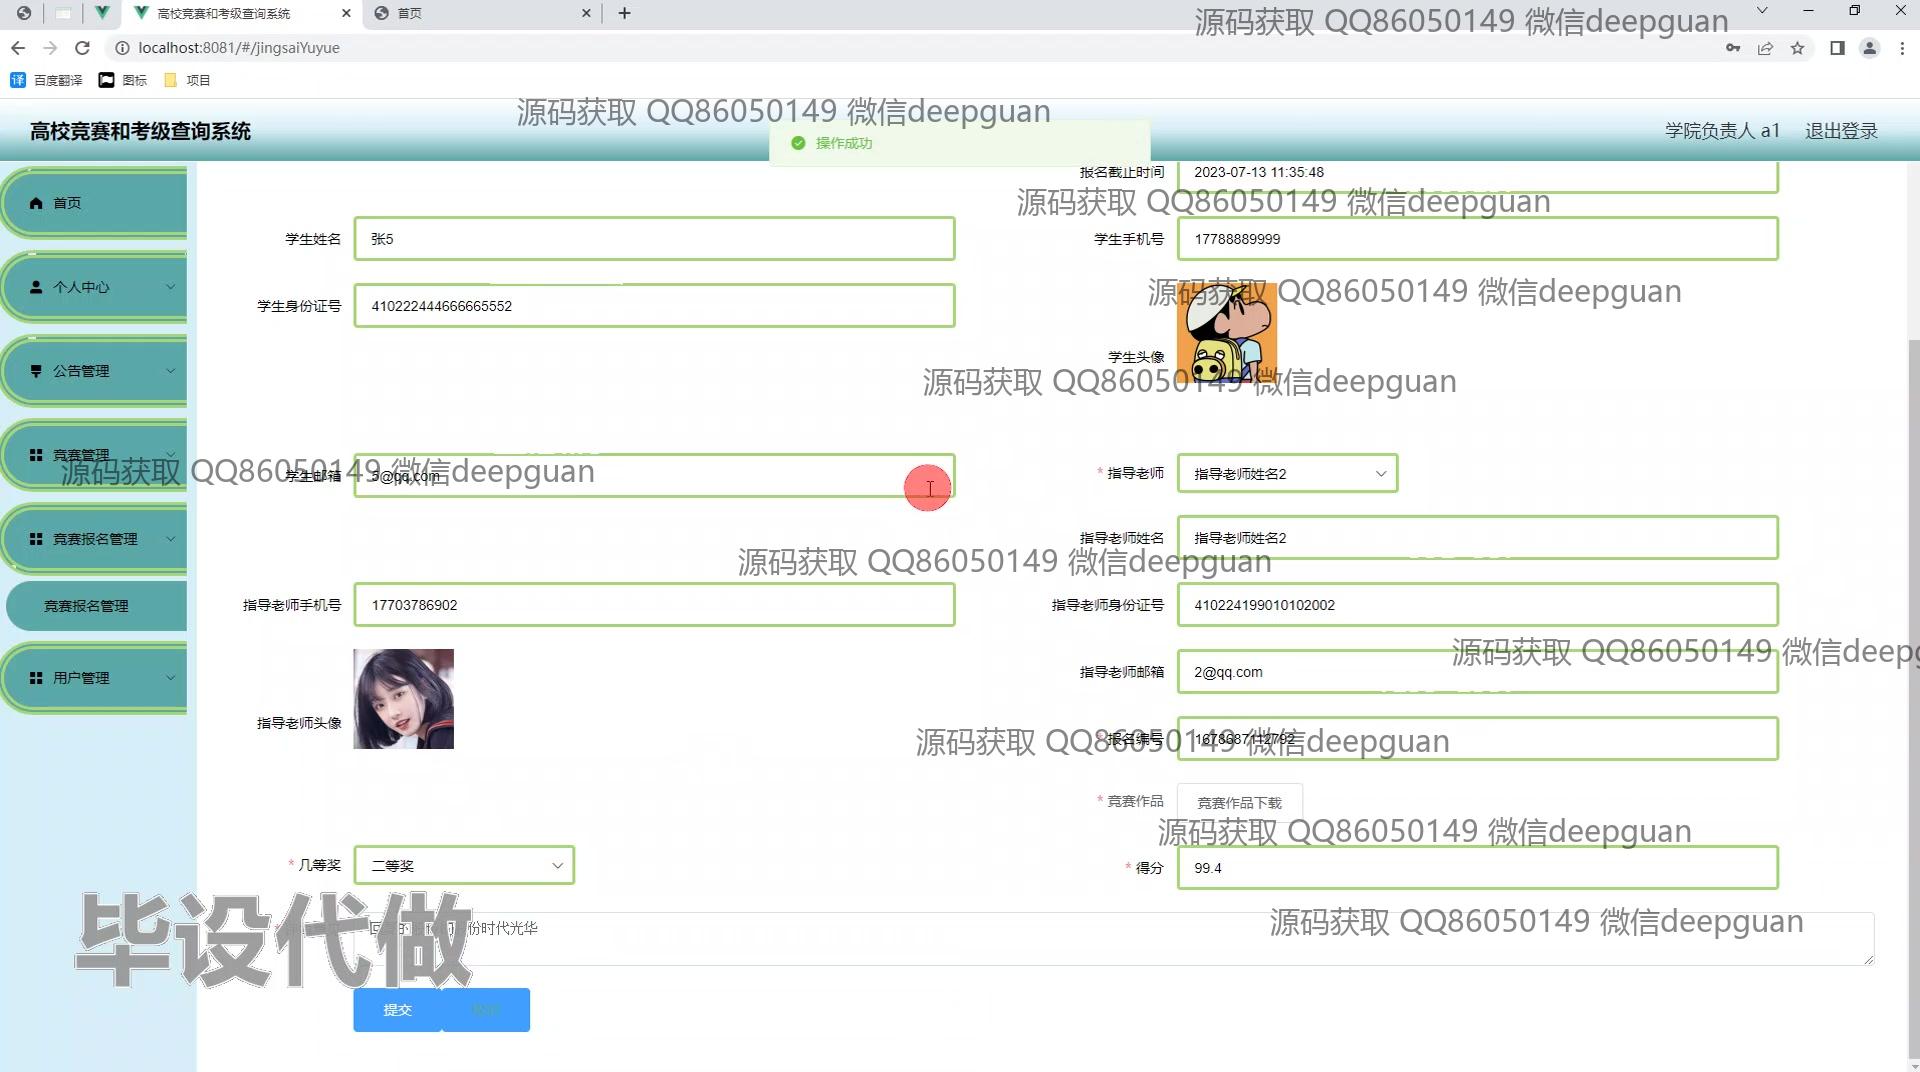 高校竞赛和考级查询系统
首页
源码获取 QQ86050149 微信deepguan
localhost:8081/#/jingsaiYuyue
百度翻译 图标 项目
源码获取 QQ86050149 微信deepguan
高校竞赛和考级查询系统
操作成功
学院负责人 a1 退出登录
首页
个人中心
公告管理
竞赛管理
竞赛报名管理
竞赛报名管理
用户管理
报名截止时间 2023-07-13 11:35:48
源码获取 QQ86050149 微信deepguan
学生姓名 张5
学生手机号 17788889999
学生身份证号 410222444666665552
源码获取 QQ86050149 微信deepguan
学生头像
源码获取 QQ86050149 微信deepguan
源码获取 QQ86050149 微信deepguan
学生邮箱 5@qq.com
* 指导老师 指导老师姓名2
指导老师姓名 指导老师姓名2
源码获取 QQ86050149 微信deepguan
指导老师手机号 17703786902
指导老师身份证号 410224199010102002
源码获取 QQ86050149 微信deepg
指导老师头像
指导老师邮箱 2@qq.com
源码获取 QQ86050149 微信deepguan
报名编号 1678687112792
* 竞赛作品 竞赛作品下载
源码获取 QQ86050149 微信deepguan
* 几等奖 二等奖
* 得分 99.4
源码获取 QQ86050149 微信deepguan
份时代光华
毕设代做
提交